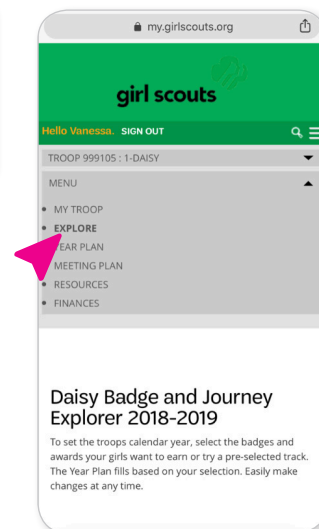 my.girlscouts.org
girl scouts
Hello Vanessa. SIGN OUT
TROOP 999105 : 1-DAISY
MENU
MY TROOP
EXPLORE
YEAR PLAN
MEETING PLAN
RESOURCES
FINANCES
Daisy Badge and Journey
Explorer 2018-2019
To set the troops calendar year, select the badges and
awards your girls want to earn or try a pre-selected track.
The Year Plan fills based on your selection. Easily make
changes at any time.